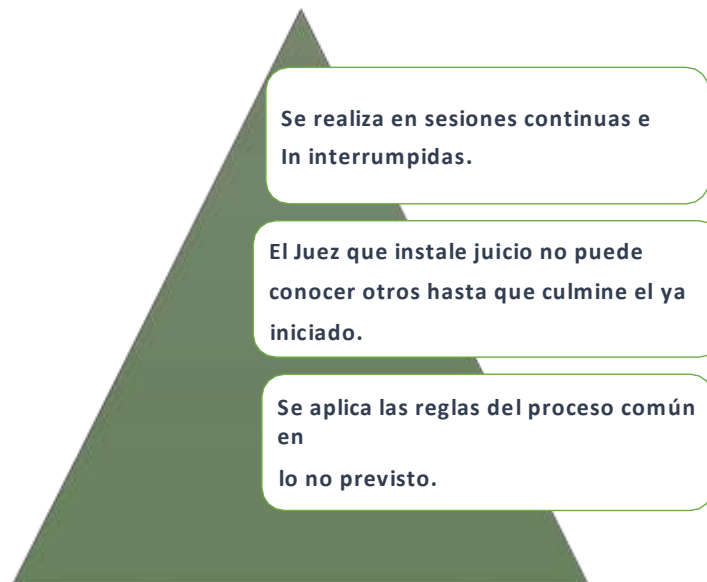 Se realiza en sesiones continuas e
In interrumpidas.
El Juez que instale juicio no puede
conocer otros hasta que culmine el ya
iniciado.
Se aplica las reglas del proceso común
en
lo no previsto.